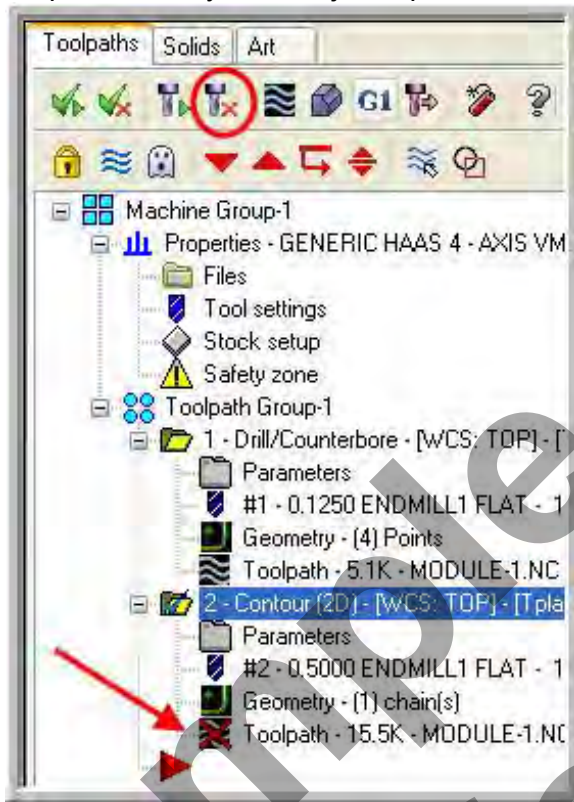 Toolpaths Solids Art
G1
Machine Group-1
Properties - GENERIC HAAS 4 - AXIS VM
Files
Tool settings
Stock setup
Safety zone
Toolpath Group-1
1 - Drill/Counterbore - [WCS: TOP] - [
Parameters
#1 - 0.1250 ENDMILL1 FLAT - 1
Geometry - (4) Points
Toolpath - 5.1K - MODULE-1.NC
2 - Contour (2D) - [WCS: TOP] - [Tpla
Parameters
#2 - 0.5000 ENDMILL1 FLAT - 1
Geometry - (1) chain(s)
Toolpath - 15.5K - MODULE-1.NC